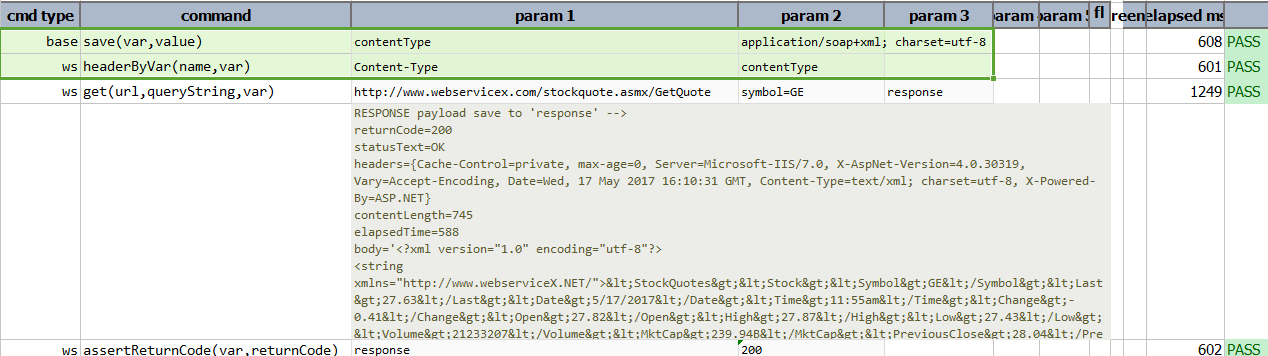 cmd type command param 1 param 2 param 3 param param fl reen elapsed ms
base save(var,value) contentType application/soap+xml; charset=utf-8 608 PASS
ws headerByVar(name,var) Content-Type contentType 601 PASS
ws get(url,queryString,var) http://www.webservicex.com/stockquote.asmx/GetQuote symbol=GE response 1249 PASS
RESPONSE payload save to 'response' -->
returnCode=200
statusText=OK
headers={Cache-Control=private, max-age=0, Server=Microsoft-IIS/7.0, X-AspNet-Version=4.0.30319,
Vary=Accept-Encoding, Date=Wed, 17 May 2017 16:10:31 GMT, Content-Type=text/xml; charset=utf-8, X-Powered-
By=ASP.NET}
contentLength=745
elapsedTime=588
body='<?xml version="1.0" encoding="utf-8"?>
<string
xmlns="http://www.webserviceX.NET/">&lt;StockQuotes&gt;&lt;Stock&gt;&lt;Symbol&gt;GE&lt;/Symbol&gt;&lt;Last
&gt;27.63&lt;/Last&gt;&lt;Date&gt;5/17/2017&lt;/Date&gt;&lt;Time&gt;11:55am&lt;/Time&gt;&lt;Change&gt;-
0.41&lt;/Change&gt;&lt;Open&gt;27.82&lt;/Open&gt;&lt;High&gt;27.87&lt;/High&gt;&lt;Low&gt;27.43&lt;/Low&gt;
&lt;Volume&gt;21233207&lt;/Volume&gt;&lt;MktCap&gt;239.94B&lt;/MktCap&gt;&lt;PreviousClose&gt;28.04&lt;/Pre
ws assertReturnCode(var,returnCode) response 200 602 PASS